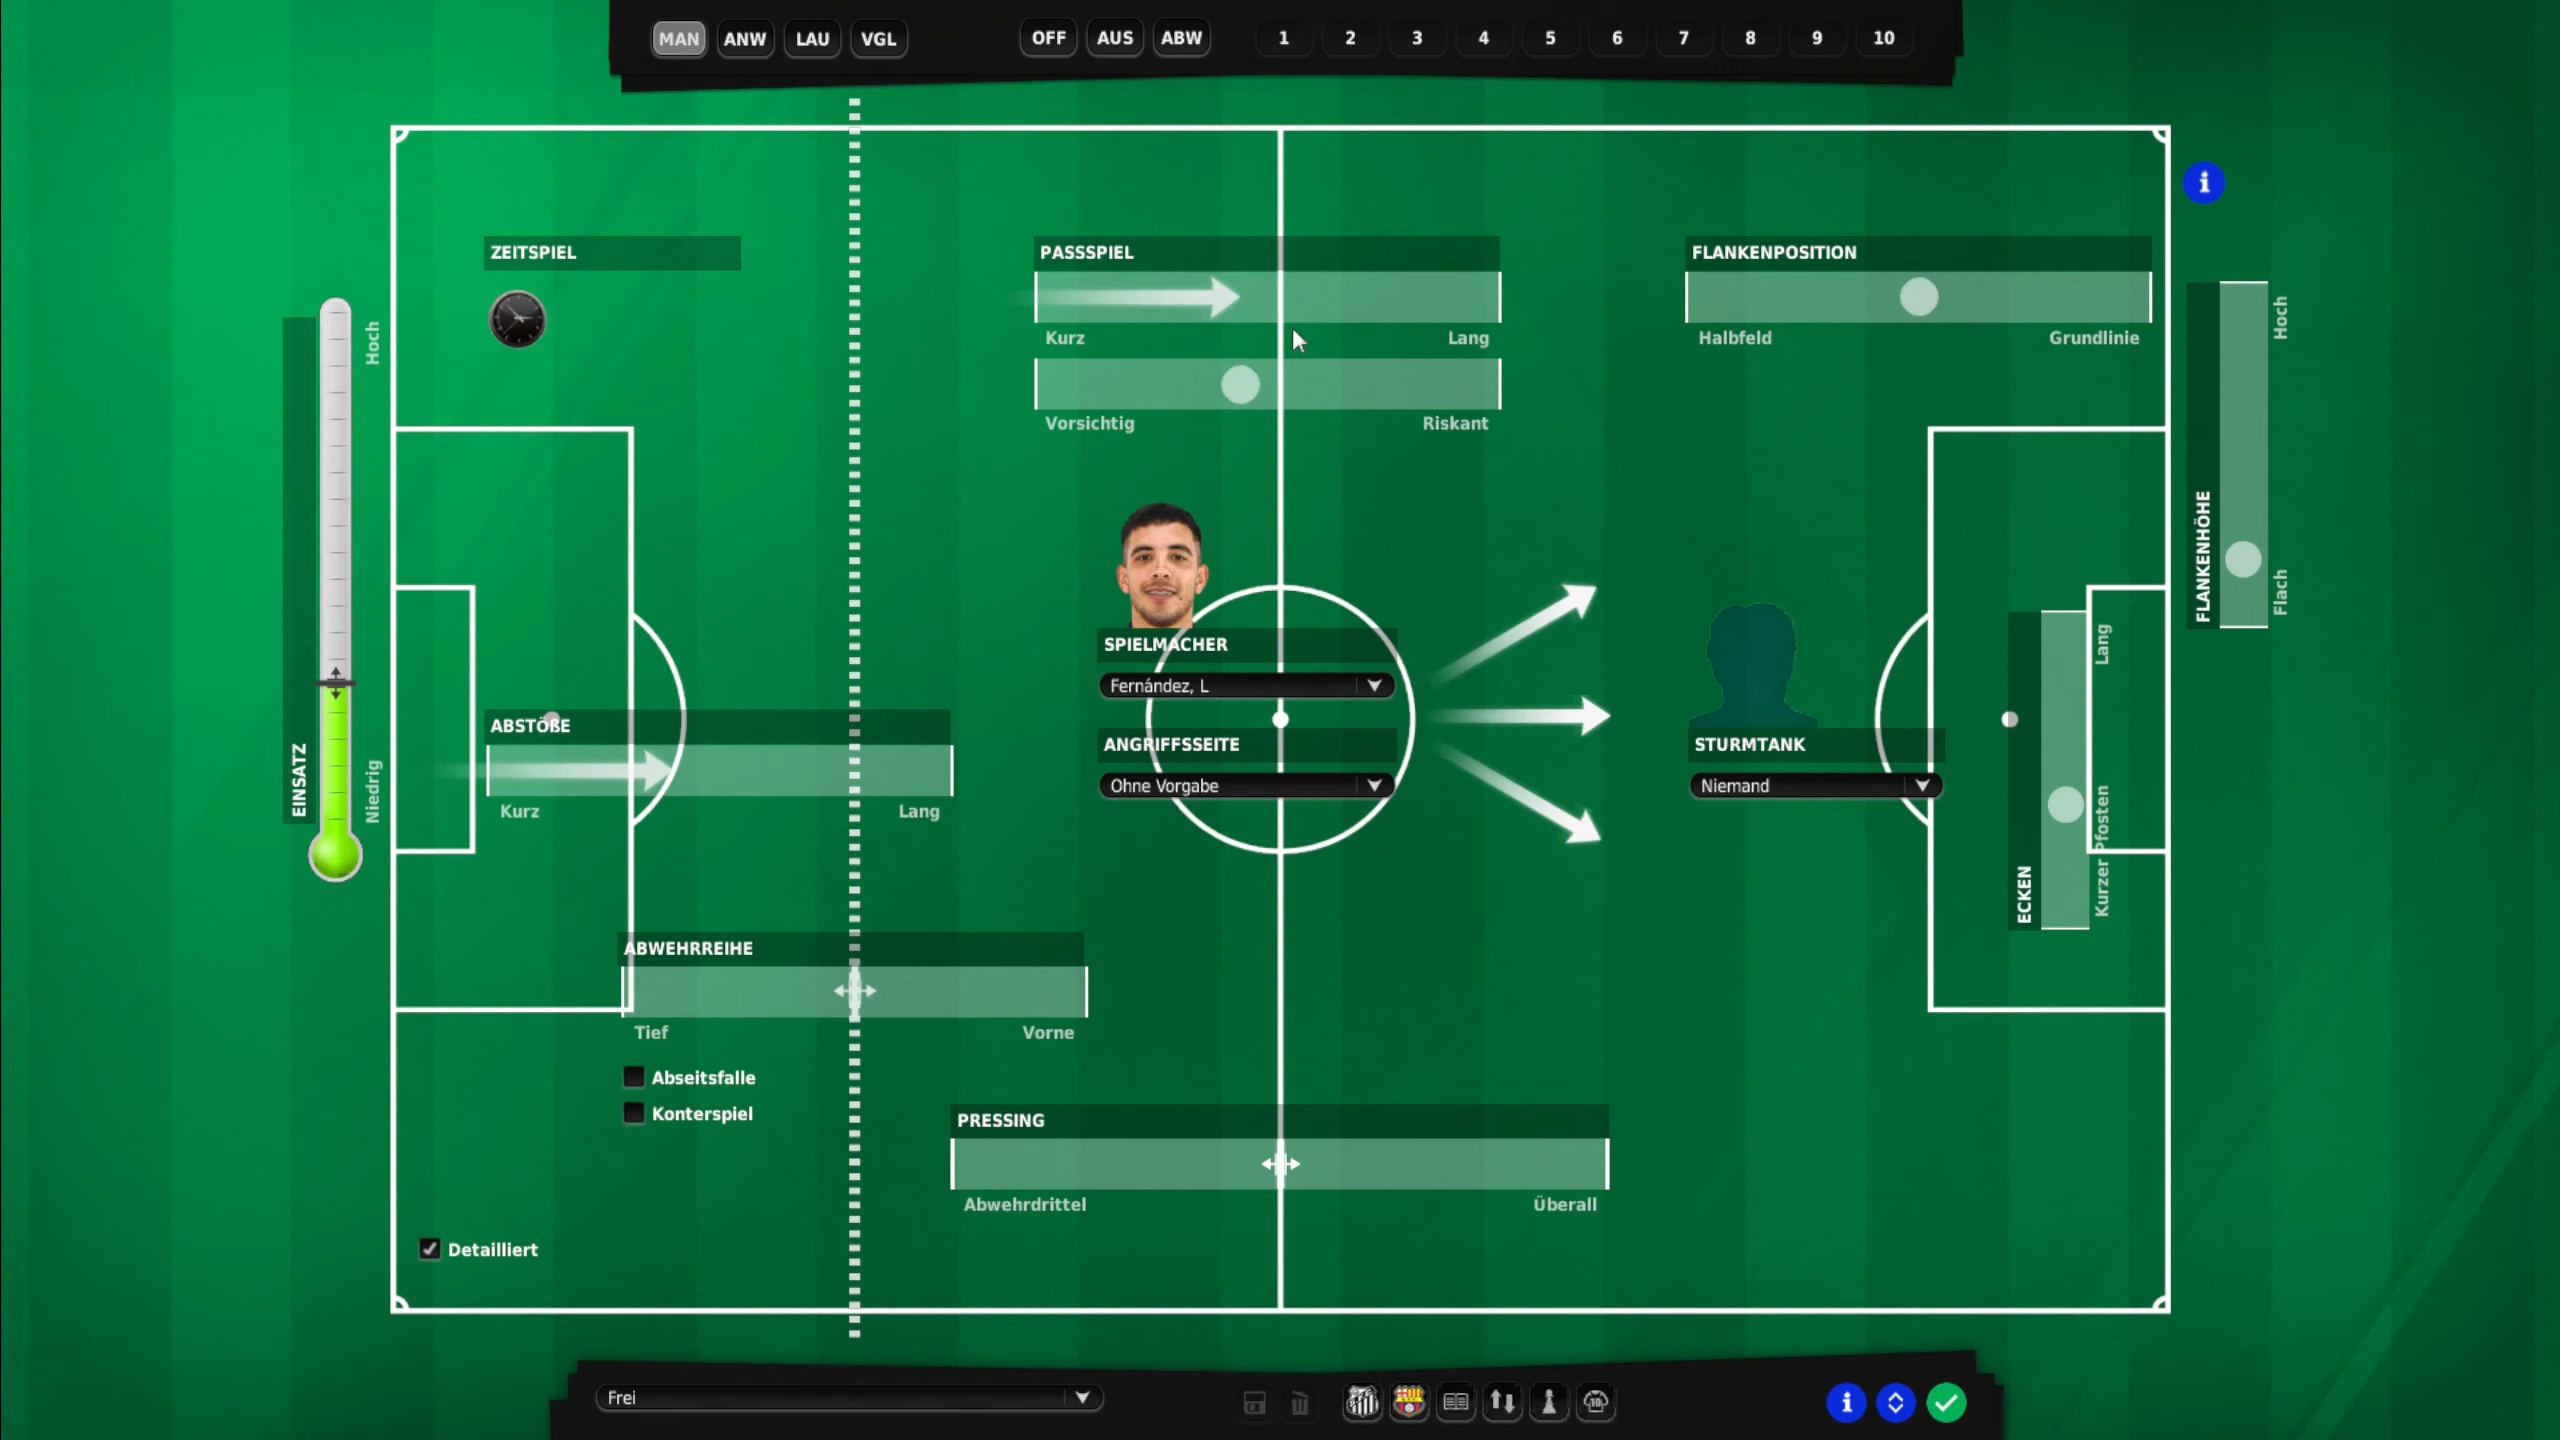 MAN ANW LAU VGL OFF AUS ABW 1 2 3 4 5 6 7 8 9 10
ZEITSPIEL
PASSSPIEL
Kurz Lang
Vorsichtig Riskant
FLANKENPOSITION
Halbfeld Grundlinie
Hoch
EINSATZ
Niedrig
Hoch
FLANKENHÖHE
Flach
SPIELMACHER
Fernández, L
ANGRIFFSSEITE
Ohne Vorgabe
STURMTANK
Niemand
ABSTÖßE
Kurz Lang
Lang
ECKEN
Kurzer Pfosten
ABWEHRREIHE
Tief Vorne
Abseitsfalle
Konterspiel
PRESSING
Abwehrdrittel Überall
Detailliert
Frei
10